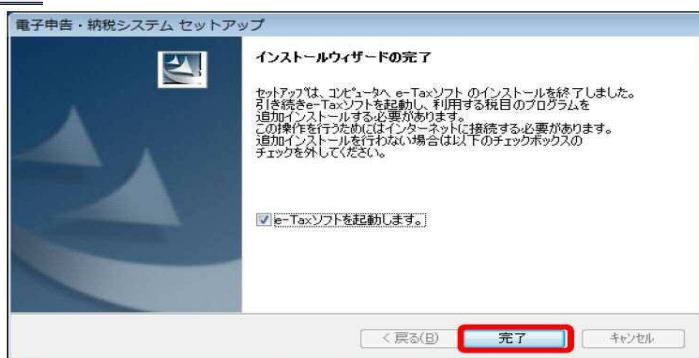 電子申告・納税システム セットアップ
インストールウィザードの完了
セットアップは、コンピュータへ e-Taxソフト のインストールを終了しました。
引き続きe-Taxソフトを起動し、利用する税目のプログラムを
追加インストールする必要があります。
この操作を行うためにはインターネットに接続する必要があります。
追加インストールを行わない場合は以下のチェックボックスの
チェックを外してください。
e-Taxソフトを起動します。
< 戻る(B)
完了
キャンセル